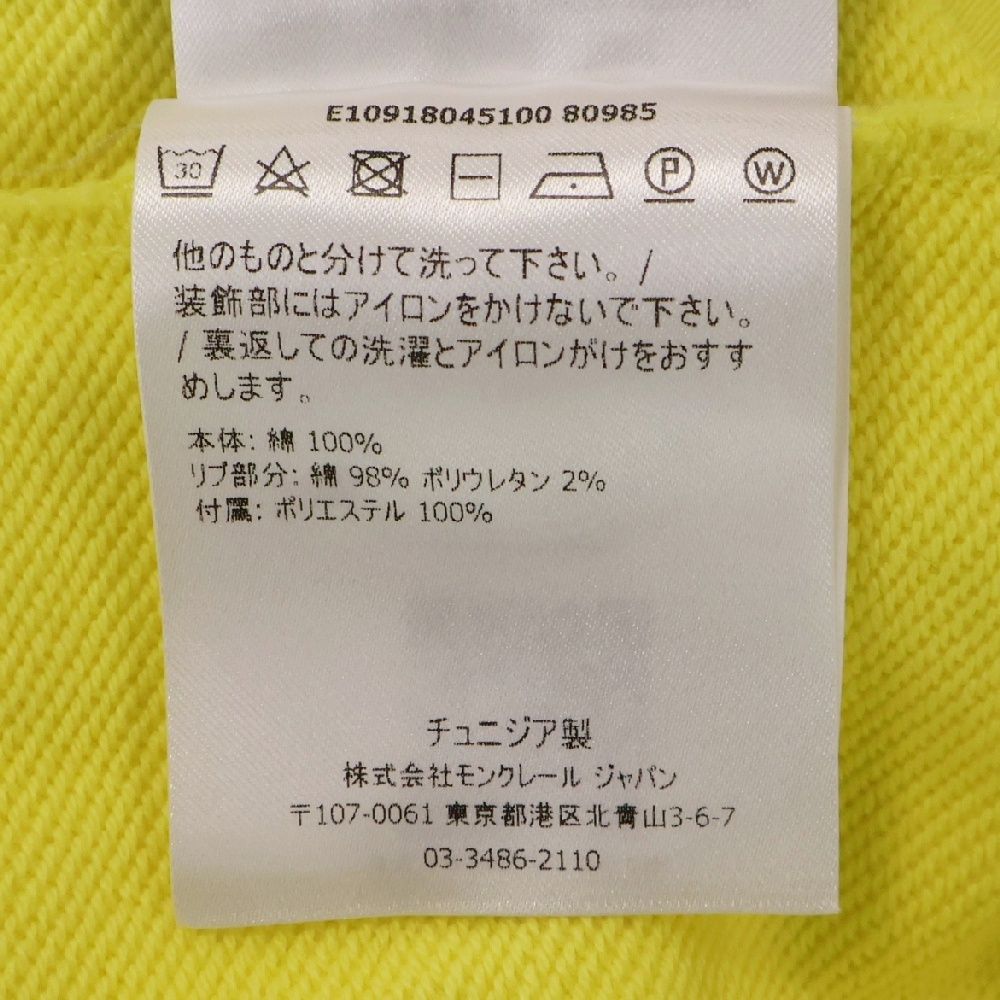 E10918045100 80985
30 P W
他のものと分けて洗って下さい。/
装飾部にはアイロンをかけないで下さい。
/ 裏返しての洗濯とアイロンがけをおすす
めします。
本体: 綿 100%
リブ部分: 綿 98% ポリウレタン 2%
付属: ポリエステル 100%
チュニジア製
株式会社モンクレール ジャパン
〒107-0061 東京都港区北青山3-6-7
03-3486-2110